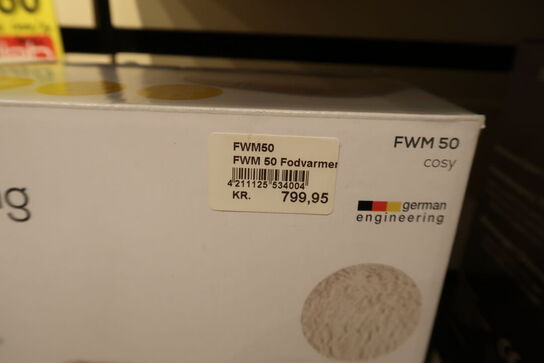 FWM50
FWM 50 Fodvarmer
4 211125 534004
KR. 799,95
FWM 50
cosy
german
engineering